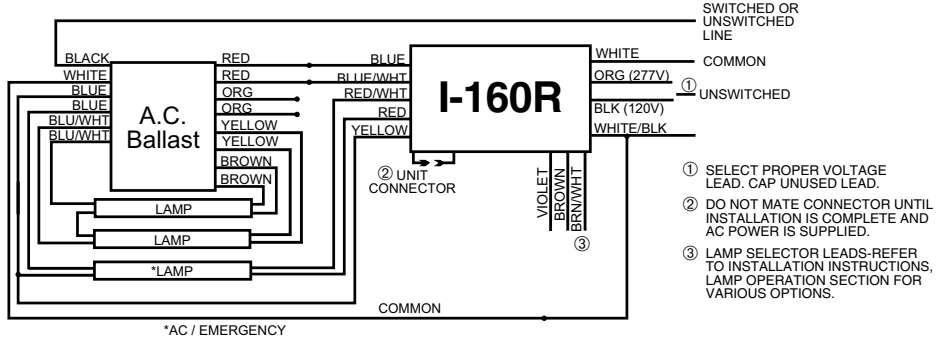 SWITCHED OR
UNSWITCHED
LINE
BLACK
WHITE
BLUE
BLUE
BLU/WHT
BLU/WHT
A.C.
Ballast
RED
RED
ORG
ORG
YELLOW
YELLOW
BROWN
BROWN
BLUE
BLUE/WHT
RED/WHT
RED
YELLOW
I-160R
WHITE
COMMON
ORG (277V)
①
UNSWITCHED
BLK (120V)
WHITE/BLK
② UNIT
CONNECTOR
VIOLET
BROWN
BRN/WHT
③
LAMP
LAMP
*LAMP
COMMON
*AC / EMERGENCY
① SELECT PROPER VOLTAGE
LEAD. CAP UNUSED LEAD.
② DO NOT MATE CONNECTOR UNTIL
INSTALLATION IS COMPLETE AND
AC POWER IS SUPPLIED.
③ LAMP SELECTOR LEADS-REFER
TO INSTALLATION INSTRUCTIONS,
LAMP OPERATION SECTION FOR
VARIOUS OPTIONS.